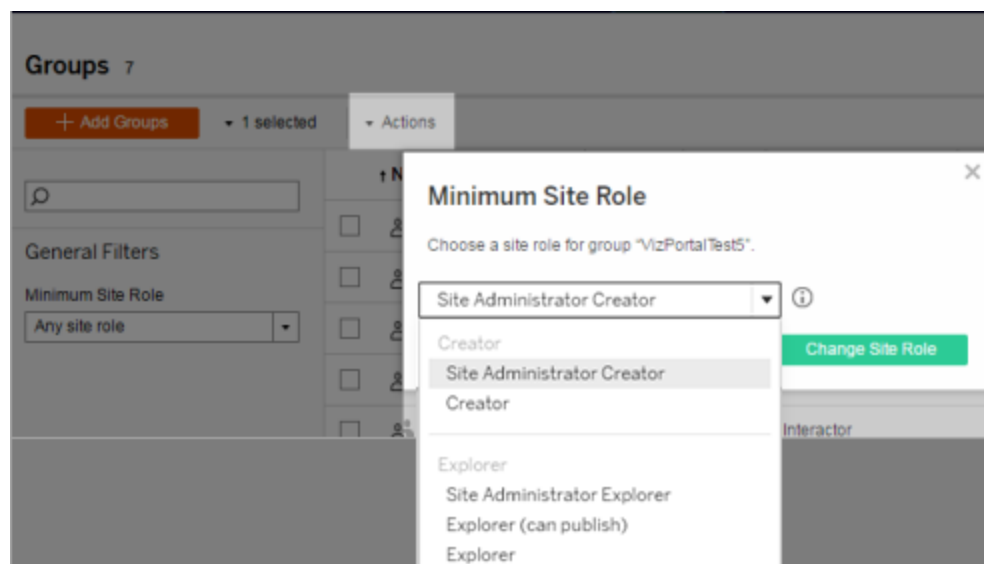 Groups 7
+ Add Groups
1 selected
Actions
↑ N
Minimum Site Role
Choose a site role for group "VizPortalTest5".
General Filters
Minimum Site Role
Any site role
Site Administrator Creator
Change Site Role
Creator
Site Administrator Creator
Creator
Interactor
Explorer
Site Administrator Explorer
Explorer (can publish)
Explorer